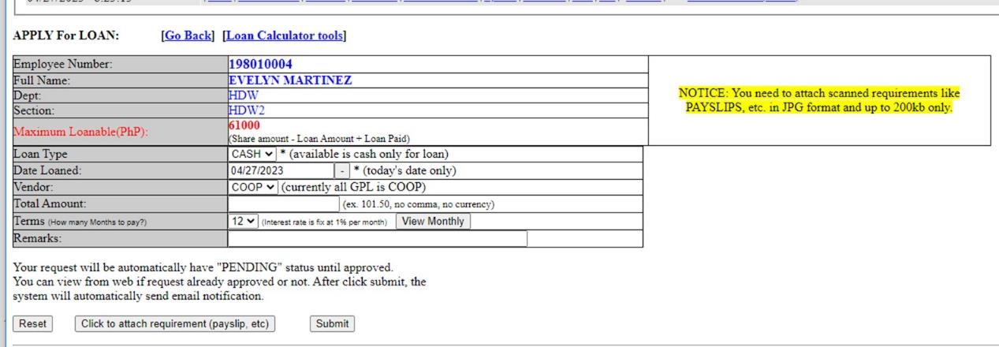 APPLY For LOAN: [Go Back] [Loan Calculator tools]
Employee Number: 198010004
Full Name: EVELYN MARTINEZ
Dept: HDW
Section: HDW2
Maximum Loanable(PhP): 61000
(Share amount - Loan Amount + Loan Paid)
NOTICE: You need to attach scanned requirements like
PAYSLIPS, etc. in JPG format and up to 200kb only.
Loan Type CASH * (available is cash only for loan)
Date Loaned: 04/27/2023 - * (today's date only)
Vendor: COOP (currently all GPL is COOP)
Total Amount: (ex. 101.50, no comma, no currency)
Terms (How many Months to pay?) 12 (Interest rate is fix at 1% per month) View Monthly
Remarks:
Your request will be automatically have "PENDING" status until approved.
You can view from web if request already approved or not. After click submit, the
system will automatically send email notification.
Reset Click to attach requirement (payslip, etc) Submit